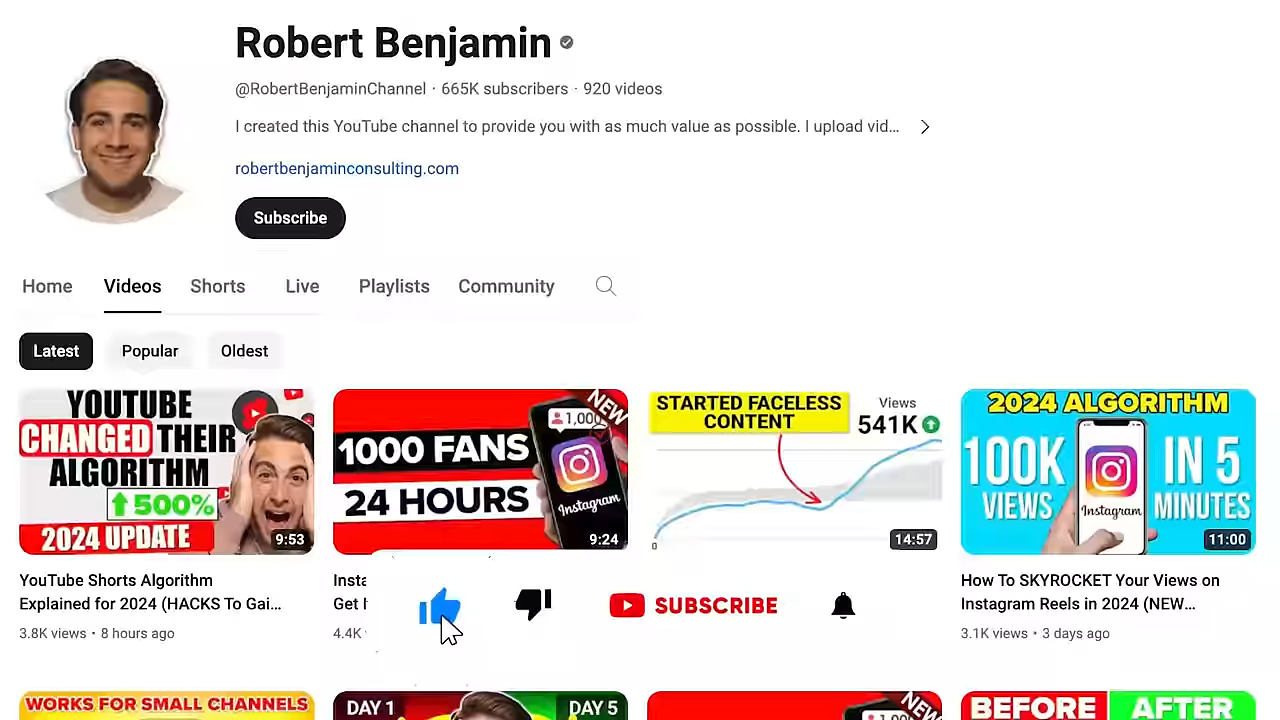 Robert Benjamin
@RobertBenjaminChannel · 665K subscribers · 920 videos
I created this YouTube channel to provide you with as much value as possible. I upload vid...
robertbenjaminconsulting.com
Subscribe
Home Videos Shorts Live Playlists Community
Latest Popular Oldest
YOUTUBE
CHANGED THEIR
ALGORITHM
500%
2024 UPDATE
9:53
NEW
1,000
1000 FANS
24 HOURS
Instagram
9:24
STARTED FACELESS
CONTENT
Views
541K
0
14:57
2024 ALGORITHM
100K
VIEWS
Instagram
IN 5
MINUTES
11:00
YouTube Shorts Algorithm
Explained for 2024 (HACKS To Gai...
3.8K views • 8 hours ago
Insta
Get
4.4K
How To SKYROCKET Your Views on
Instagram Reels in 2024 (NEW...
3.1K views • 3 days ago
SUBSCRIBE
WORKS FOR SMALL CHANNELS
DAY 1
DAY 5
NEW
BEFORE
AFTER